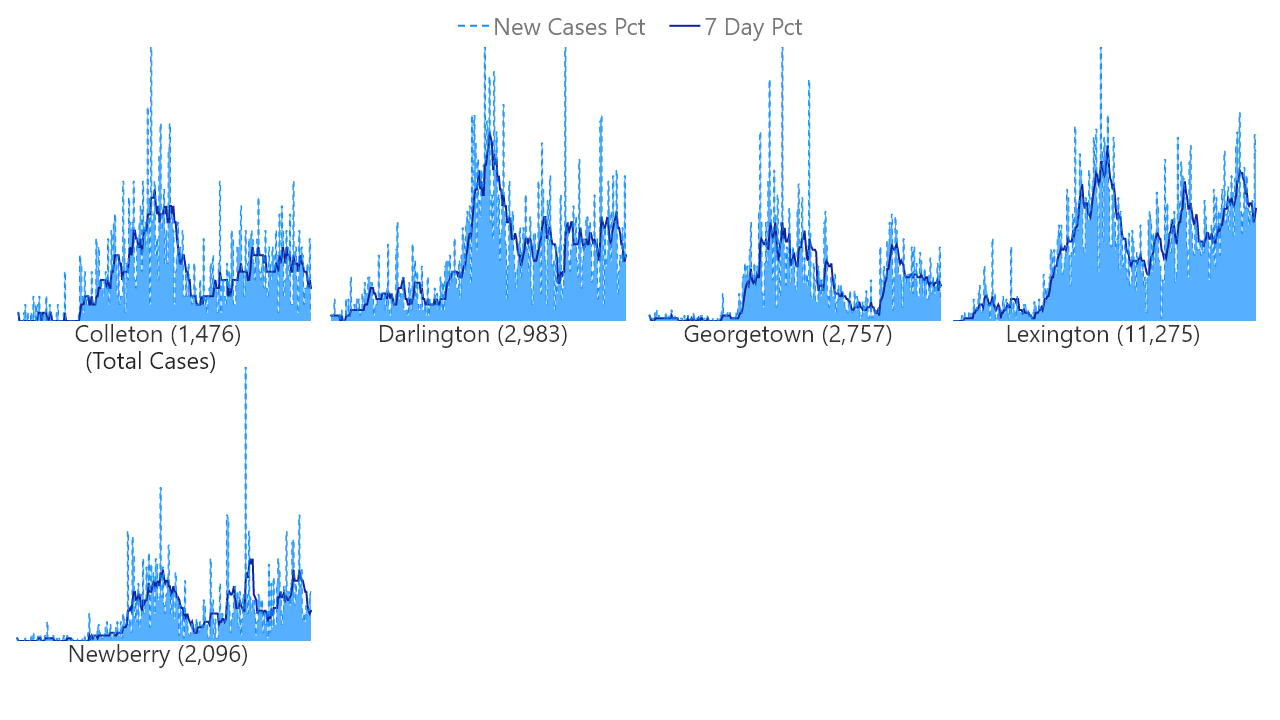 New Cases Pct 7 Day Pct
Colleton (1,476) Darlington (2,983) Georgetown (2,757) Lexington (11,275)
(Total Cases)
Newberry (2,096)